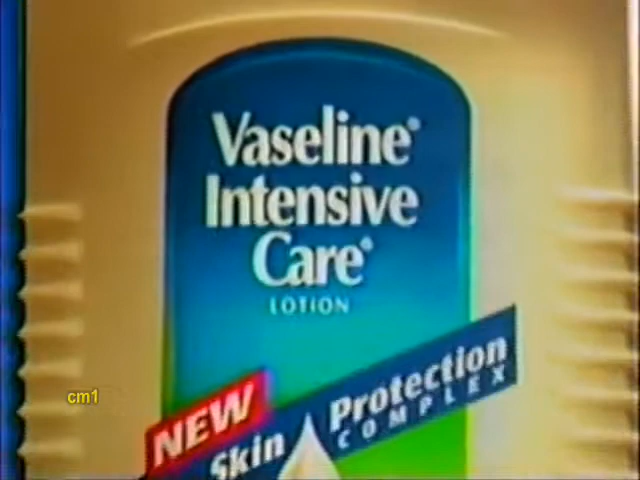 Vaseline®
Intensive
Care®
LOTION
NEW
Skin Protection
COMPLEX
cm1